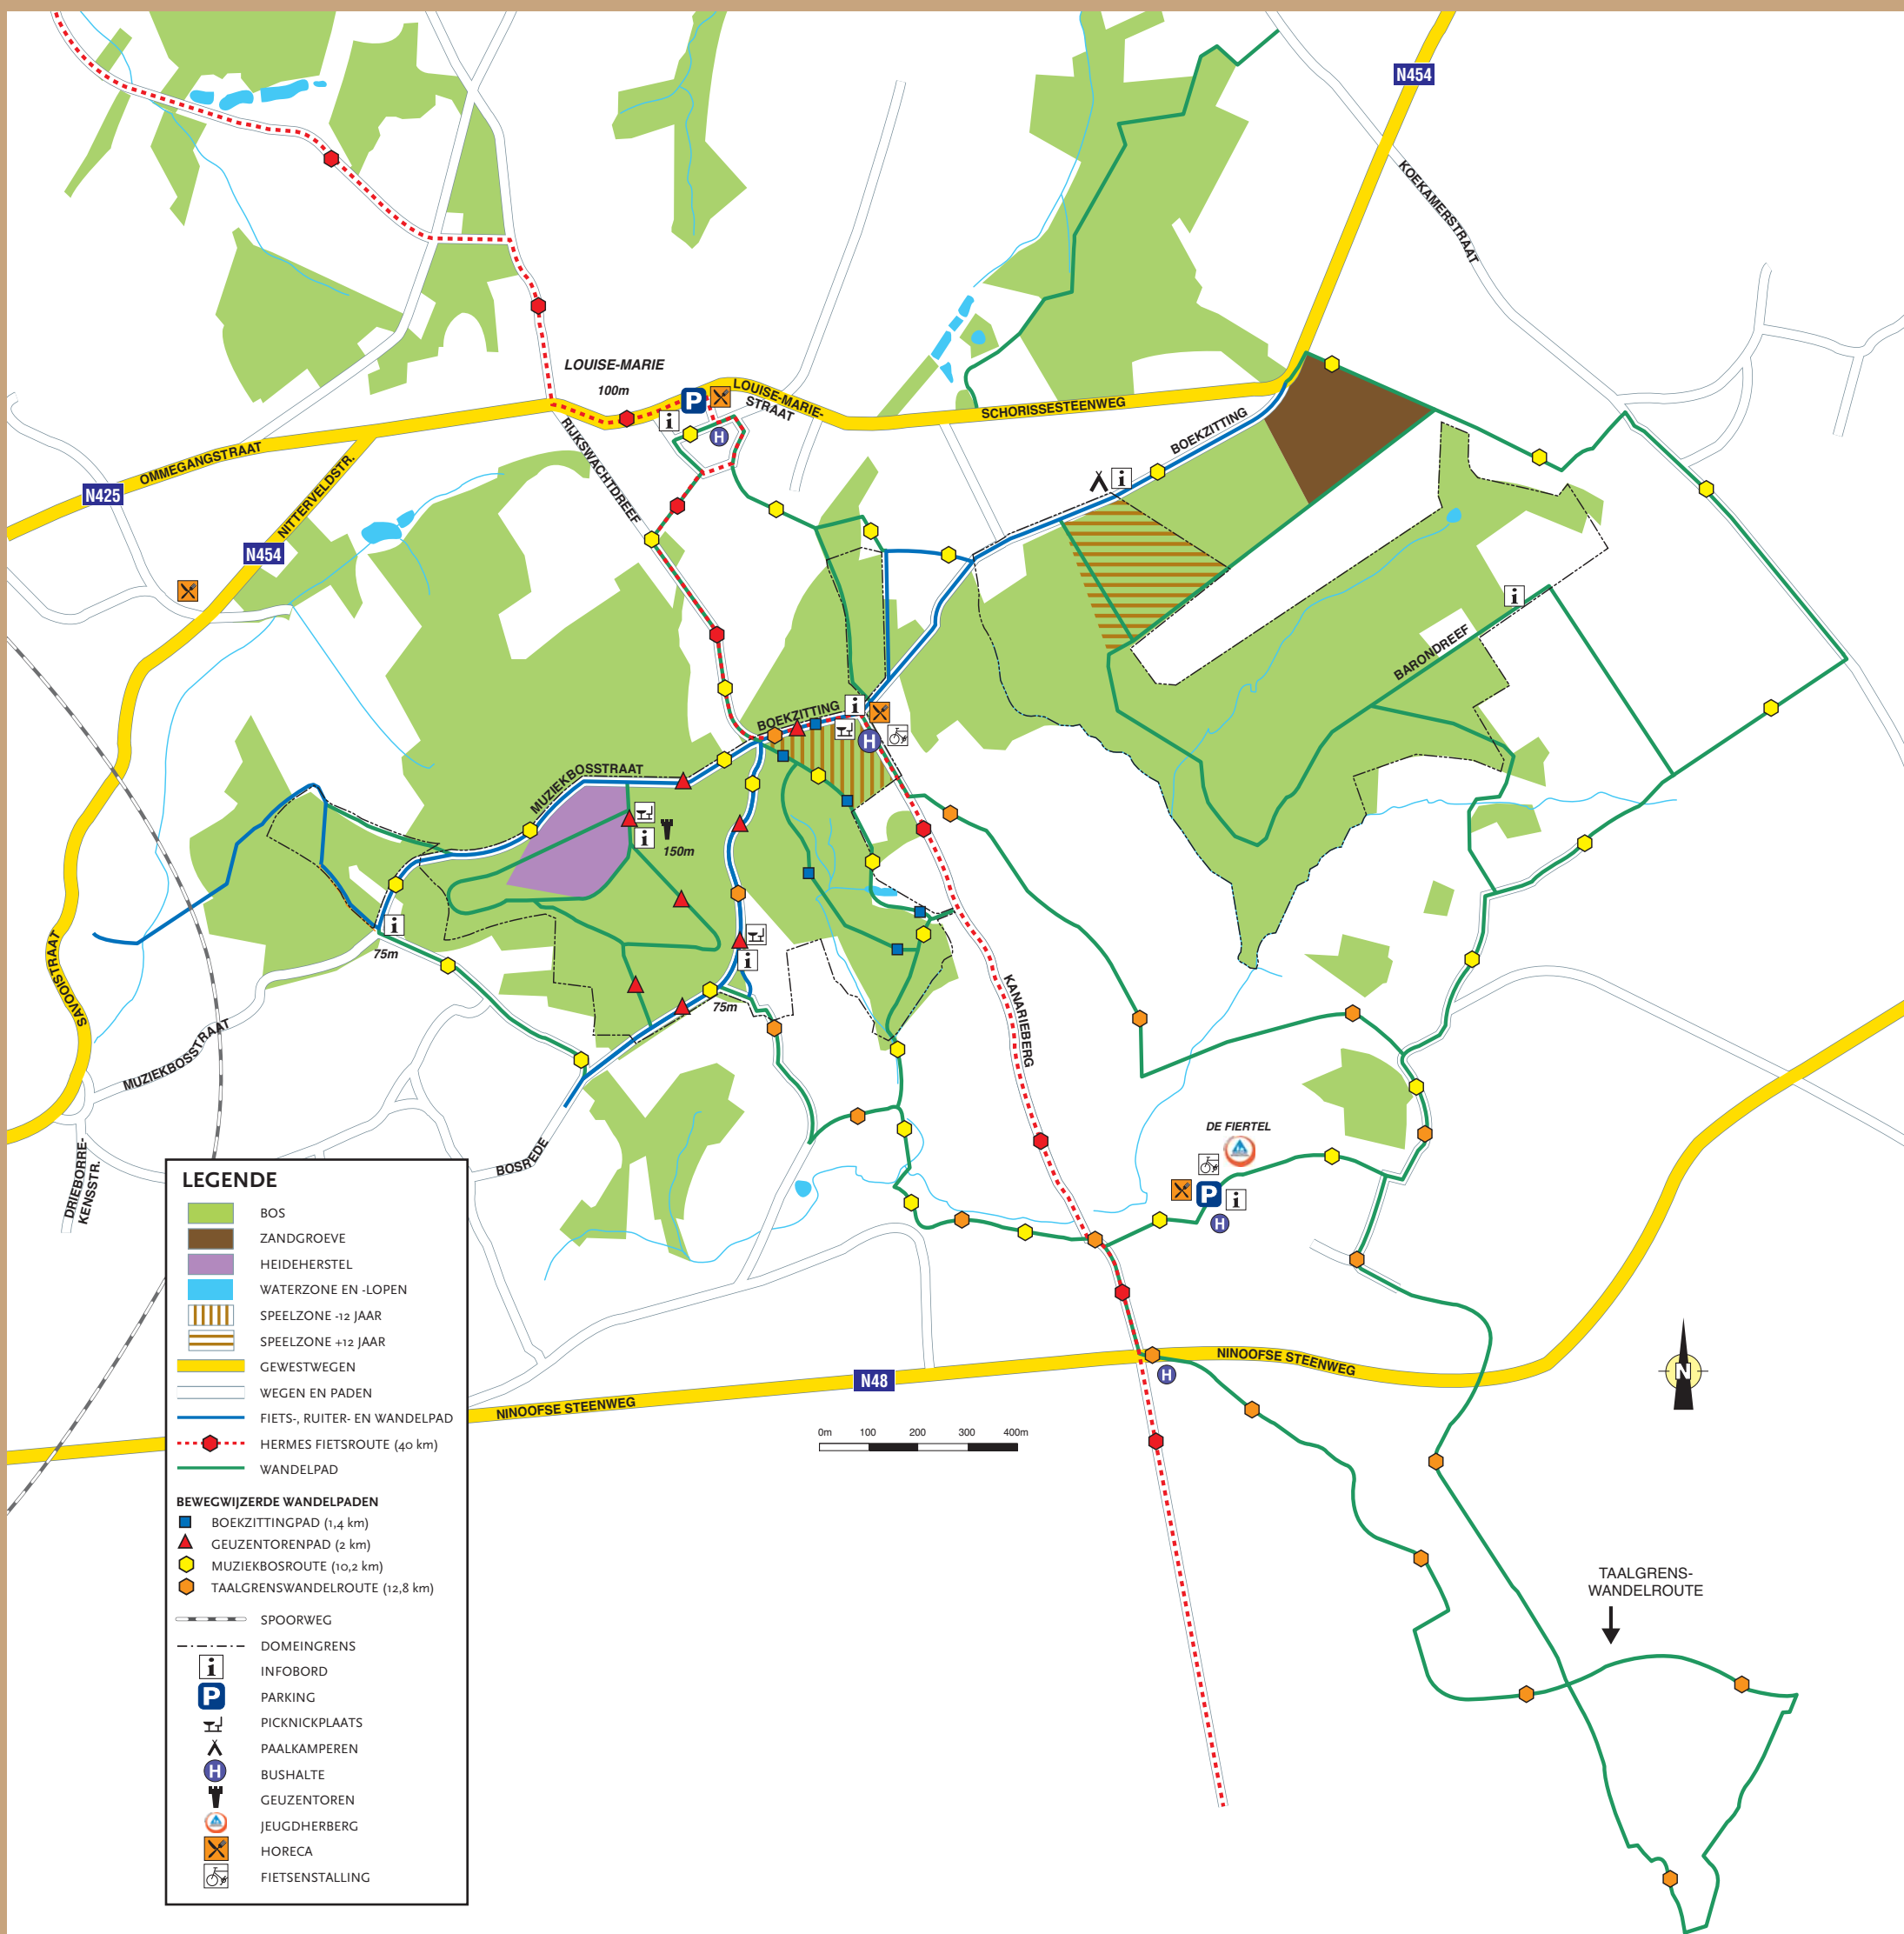 N454
KOEKAMERSTRAAT
LOUISE-MARIE
100m
P
i
H
LOUISE-MARIE-
STRAAT
SCHORISSESTEENWEG
BOEKZITTING
OMMEGANGSTRAAT
N425
NITTERVELDSTR.
N454
RIJKSWACHTDREEF
i
i
BARONDREEF
BOEKZITTING
i
H
MUZIEKBOSSTRAAT
i
150m
i
75m
i
75m
SAVOOISTRAAT
MUZIEKBOSSTRAAT
KANARIEBERG
DRIEBORRE-
KENSSTR.
BOSREDE
DE FIERTEL
P
i
H
NINOOFSE STEENWEG
H
N48
NINOOFSE STEENWEG
N
0m 100 200 300 400m
TAALGRENS-
WANDELROUTE
LEGENDE
BOS
ZANDGROEVE
HEIDEHERSTEL
WATERZONE EN -LOPEN
SPEELZONE -12 JAAR
SPEELZONE +12 JAAR
GEWESTWEGEN
WEGEN EN PADEN
FIETS-, RUITER- EN WANDELPAD
HERMES FIETSROUTE (40 km)
WANDELPAD
BEWEGWIJZERDE WANDELPADEN
BOEKZITTINGPAD (1,4 km)
GEUZENTORENPAD (2 km)
MUZIEKBOSROUTE (10,2 km)
TAALGRENSWANDELROUTE (12,8 km)
SPOORWEG
DOMEINGRENS
i INFOBORD
P PARKING
PICKNICKPLAATS
PAALKAMPEREN
H BUSHALTE
GEUZENTOREN
JEUGDHERBERG
HORECA
FIETSENSTALLING